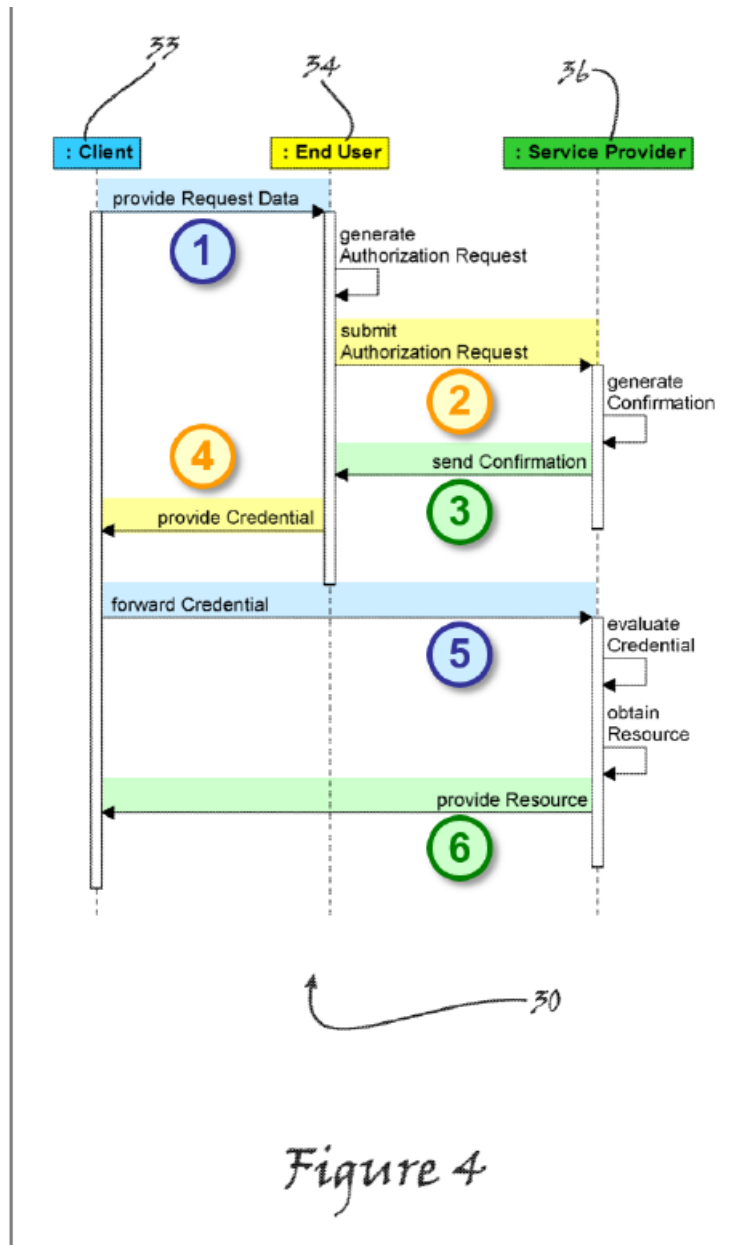 33
34
36
: Client
: End User
: Service Provider
provide Request Data
1
generate
Authorization Request
submit
Authorization Request
2
generate
Confirmation
4
send Confirmation
3
provide Credential
forward Credential
5
evaluate
Credential
obtain
Resource
provide Resource
6
30
Figure 4